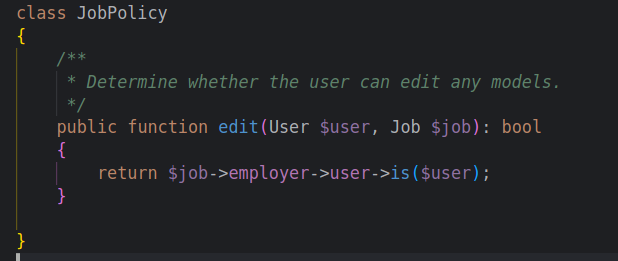 class JobPolicy
{
    /**
     * Determine whether the user can edit any models.
     */
    public function edit(User $user, Job $job): bool
    {
        return $job->employer->user->is($user);
    }
}